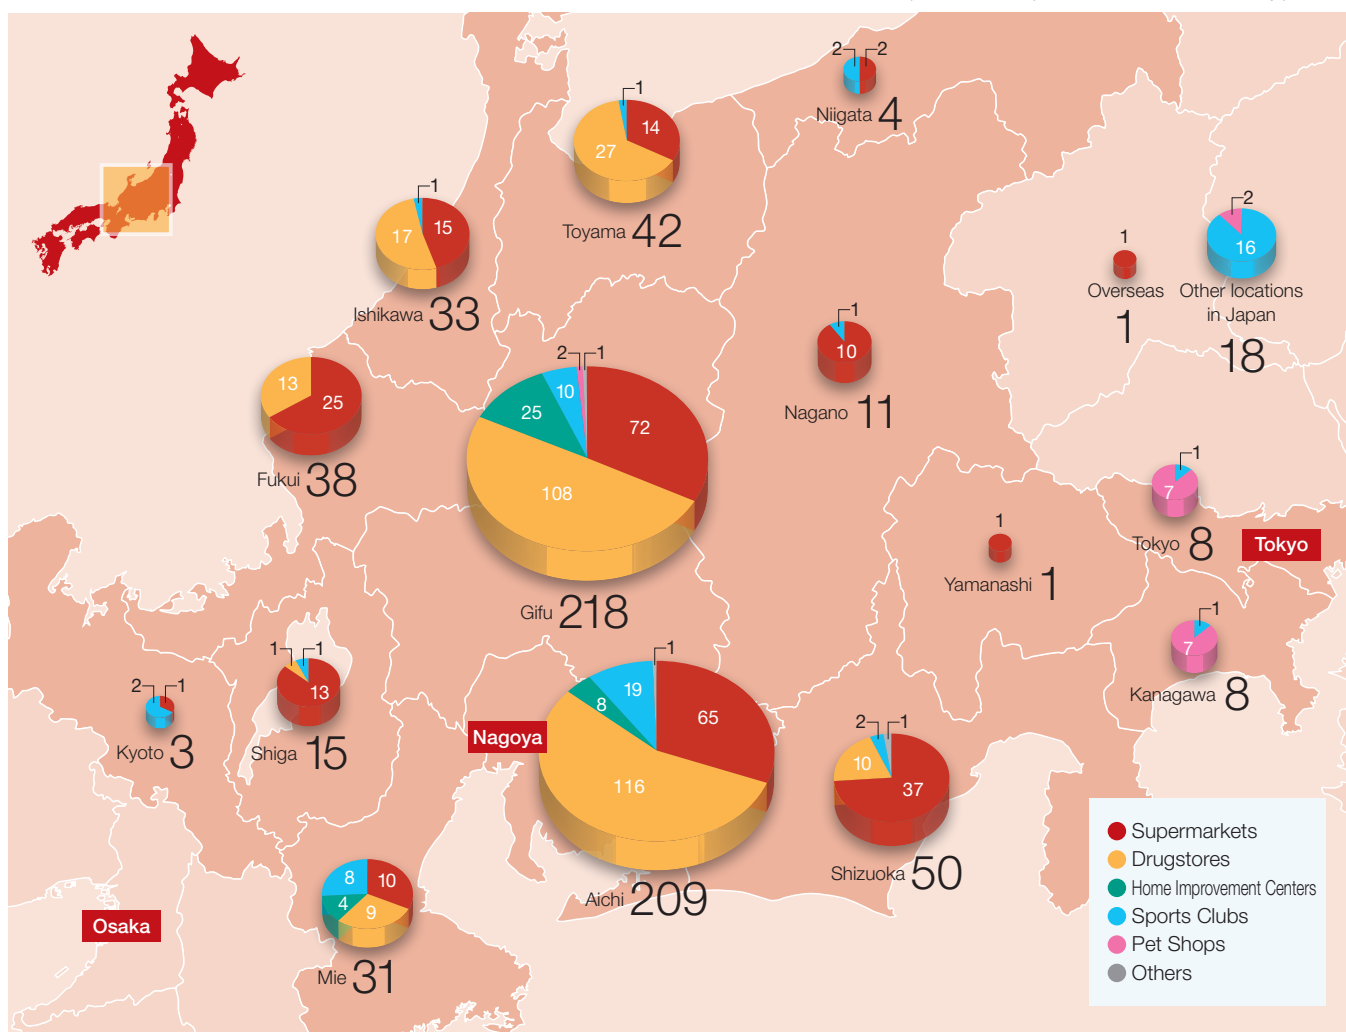 2
2
Niigata 4
1
14
27
Toyama 42
1
15
17
Ishikawa 33
1
Overseas
1
2
16
Other locations
in Japan
18
1
10
Nagano 11
13
25
Fukui 38
2
1
10
25
72
108
Gifu 218
1
7
Tokyo 8
Tokyo
1
Yamanashi 1
1
7
Kanagawa 8
2
1
Kyoto 3
1
1
13
Shiga 15
Nagoya
1
19
8
65
116
Aichi 209
2
1
10
37
Shizuoka 50
8
10
4
9
Mie 31
Osaka
Supermarkets
Drugstores
Home Improvement Centers
Sports Clubs
Pet Shops
Others